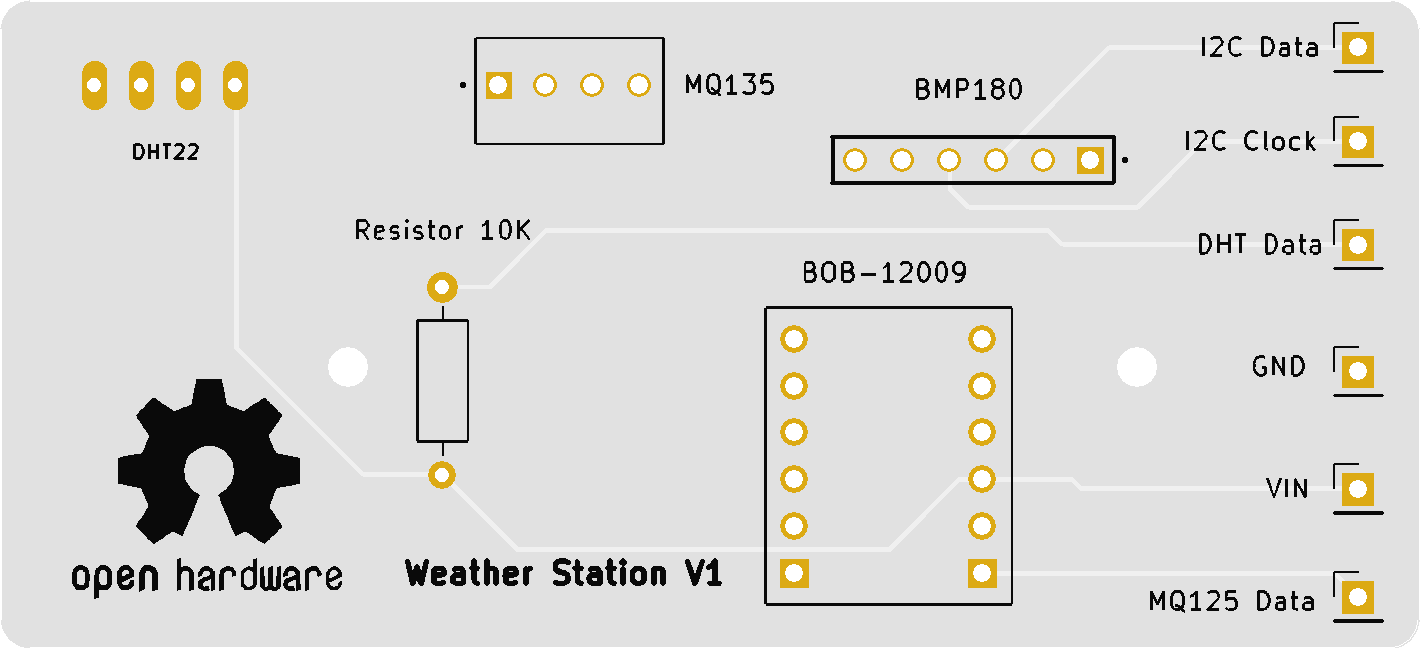 I2C Data
MQ135
BMP180
I2C Clock
DHT22
Resistor 10K
DHT Data
BOB-12009
GND
VIN
open hardware
Weather Station V1
MQ125 Data